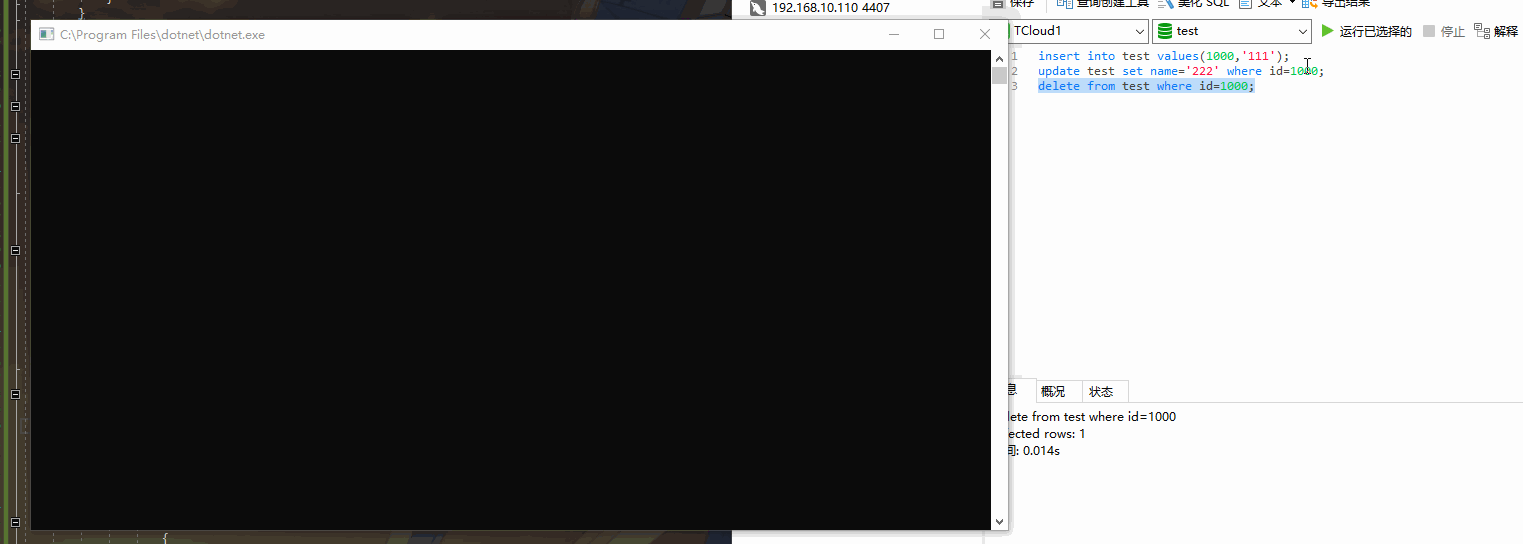 192.168.10.110 4407
保存
查询创建工具
美化 SQL
文本
导出结果
C:\Program Files\dotnet\dotnet.exe
TCloud1
test
运行已选择的
停止
解释
1 insert into test values(1000,'111');
2 update test set name='222' where id=1000;
3 delete from test where id=1000;
息
概况
状态
lete from test where id=1000
ected rows: 1
间: 0.014s
}
}
{